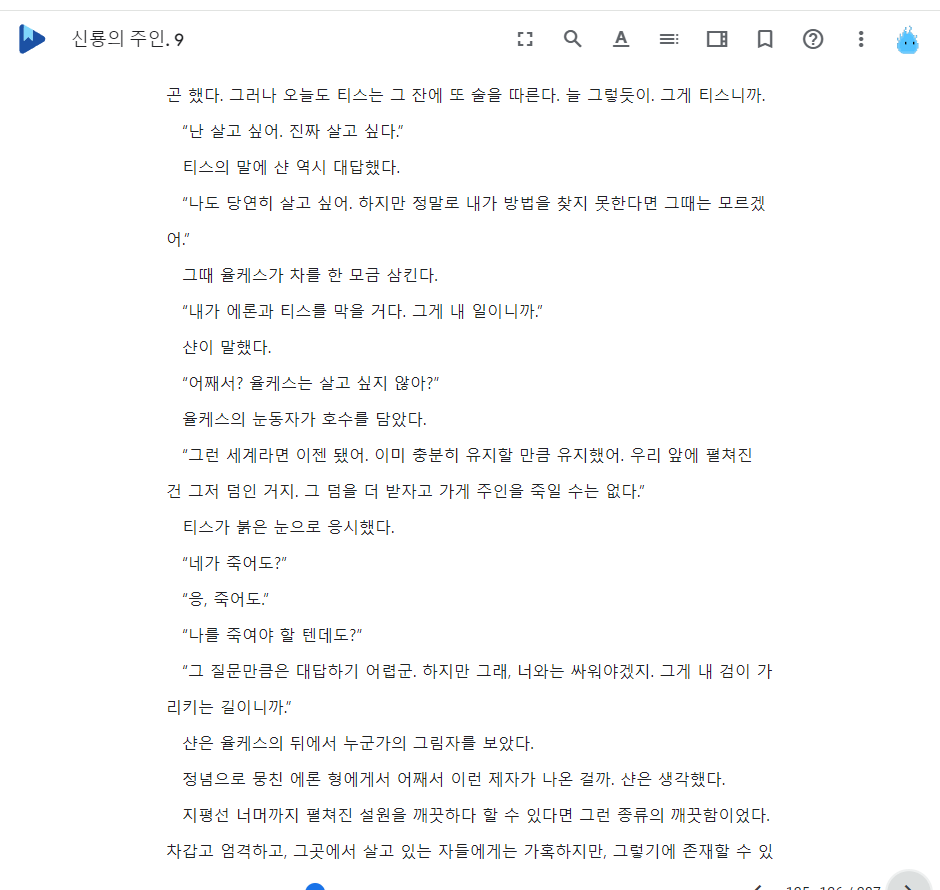 신룡의 주인. 9
곤 했다. 그러나 오늘도 티스는 그 잔에 또 술을 따른다. 늘 그렇듯이. 그게 티스니까.
“난 살고 싶어. 진짜 살고 싶다.”
티스의 말에 샨 역시 대답했다.
“나도 당연히 살고 싶어. 하지만 정말로 내가 방법을 찾지 못한다면 그때는 모르겠
어.”
그때 율케스가 차를 한 모금 삼킨다.
“내가 에론과 티스를 막을 거다. 그게 내 일이니까.”
샨이 말했다.
“어째서? 율케스는 살고 싶지 않아?”
율케스의 눈동자가 호수를 담았다.
“그런 세계라면 이젠 됐어. 이미 충분히 유지할 만큼 유지했어. 우리 앞에 펼쳐진
건 그저 덤인 거지. 그 덤을 더 받자고 가게 주인을 죽일 수는 없다.”
티스가 붉은 눈으로 응시했다.
“네가 죽어도?”
“응, 죽어도.”
“나를 죽여야 할 텐데도?”
“그 질문만큼은 대답하기 어렵군. 하지만 그래, 너와는 싸워야겠지. 그게 내 검이 가
리키는 길이니까.”
샨은 율케스의 뒤에서 누군가의 그림자를 보았다.
정념으로 뭉친 에론 형에게서 어째서 이런 제자가 나온 걸까. 샨은 생각했다.
지평선 너머까지 펼쳐진 설원을 깨끗하다 할 수 있다면 그런 종류의 깨끗함이었다.
차갑고 엄격하고, 그곳에서 살고 있는 자들에게는 가혹하지만, 그렇기에 존재할 수 있